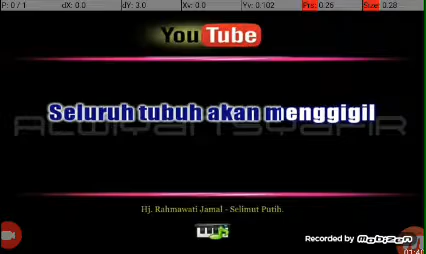 P: 0 / 1 dX: 0.0 dY: 3.0 Xv: 0.0 Yv: 0.102 Prs: 0.26 Size: 0.28
YouTube
Seluruh tubuh akan menggigil
Hj. Rahmawati Jamal - Selimut Putih.
Recorded by Mobizen